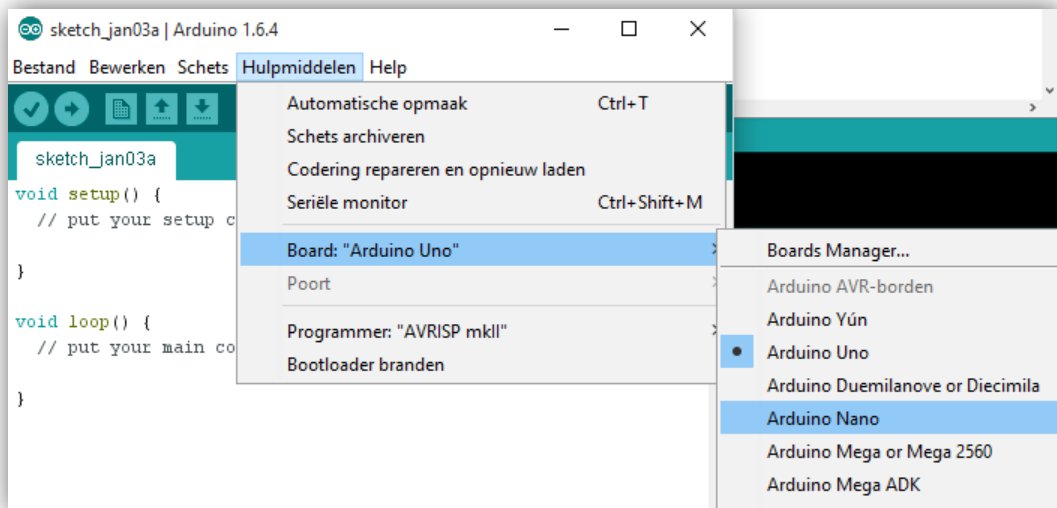 sketch_jan03a | Arduino 1.6.4
Bestand Bewerken Schets Hulpmiddelen Help
Automatische opmaak Ctrl+T
Schets archiveren
Codering repareren en opnieuw laden
Seriële monitor Ctrl+Shift+M
Board: "Arduino Uno"
Poort
Programmer: "AVRISP mkII"
Bootloader branden
sketch_jan03a
void setup() {
// put your setup c
}
void loop() {
// put your main co
}
Boards Manager...
Arduino AVR-borden
Arduino Yún
Arduino Uno
Arduino Duemilanove or Diecimila
Arduino Nano
Arduino Mega or Mega 2560
Arduino Mega ADK